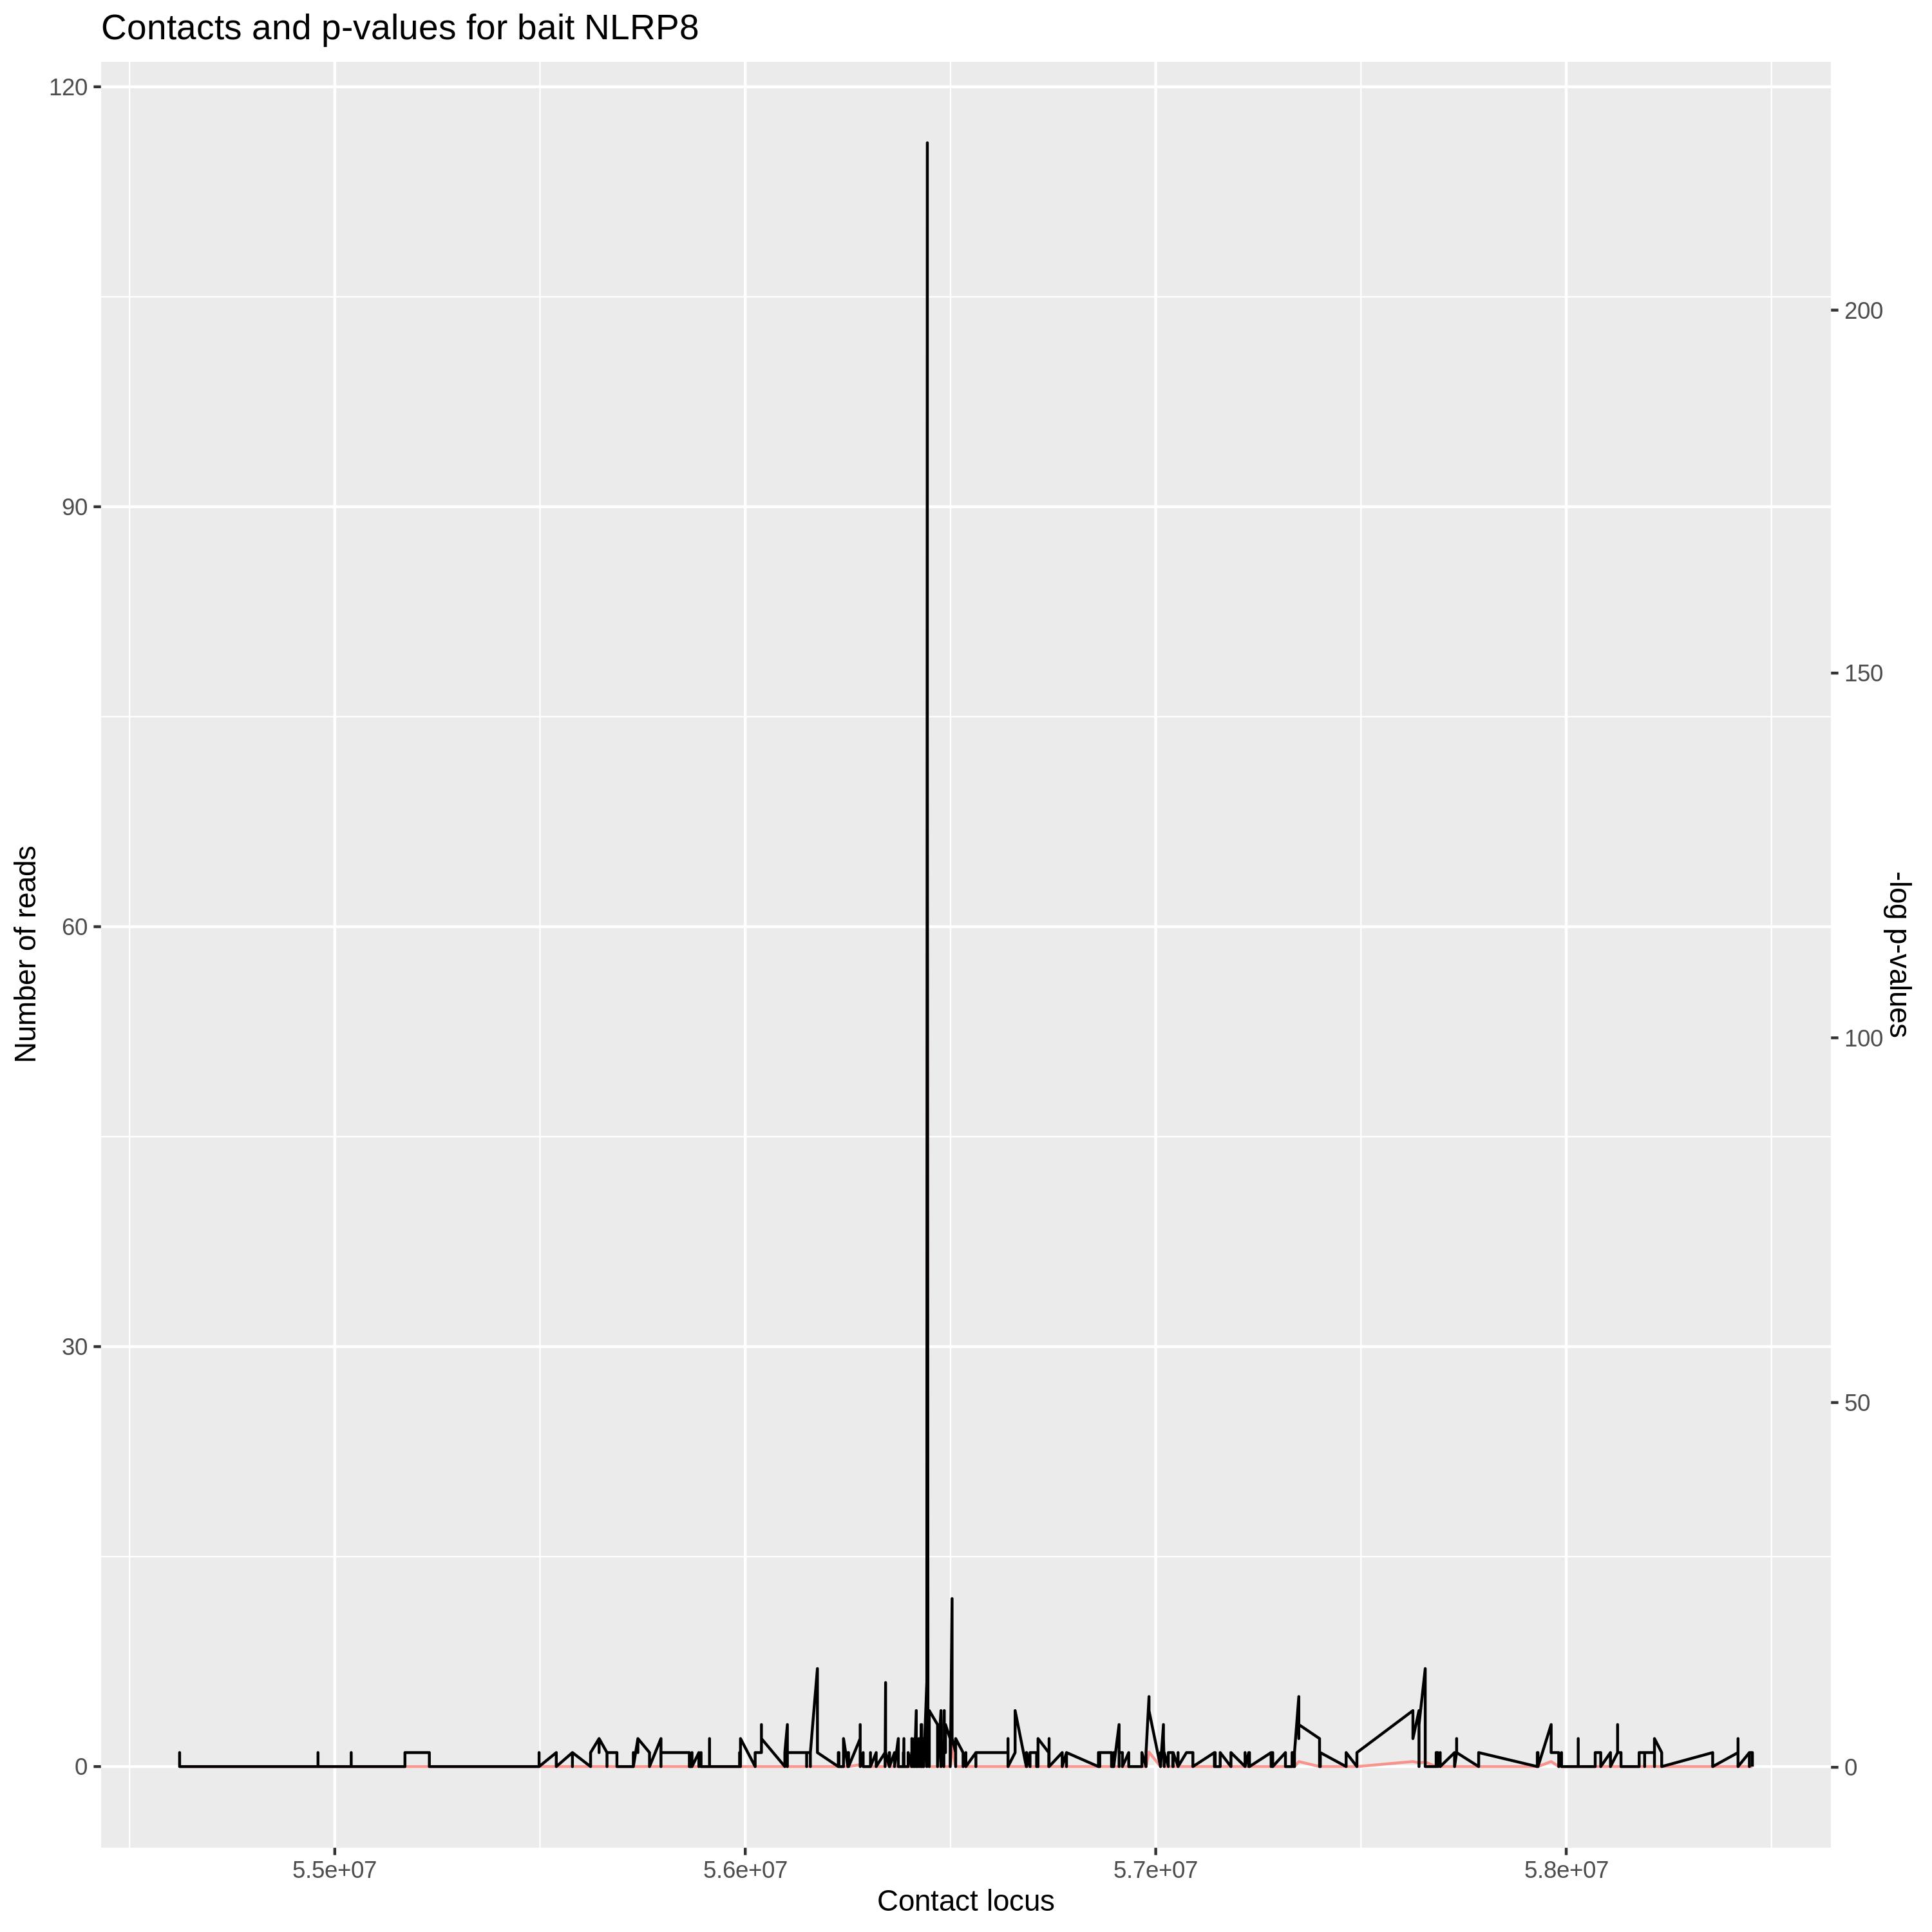 Contacts and p-values for bait NLRP8
120
90
60
30
0
Number of reads
200
150
100
50
0
-log p-values
5.5e+07
5.6e+07
5.7e+07
5.8e+07
Contact locus